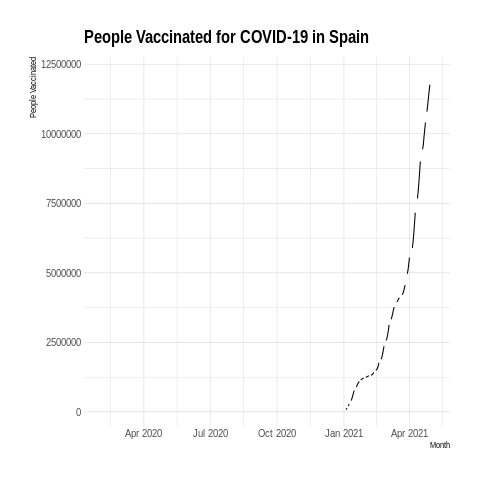 People Vaccinated for COVID-19 in Spain
People Vaccinated
12500000
10000000
7500000
5000000
2500000
0
Apr 2020 Jul 2020 Oct 2020 Jan 2021 Apr 2021
Month